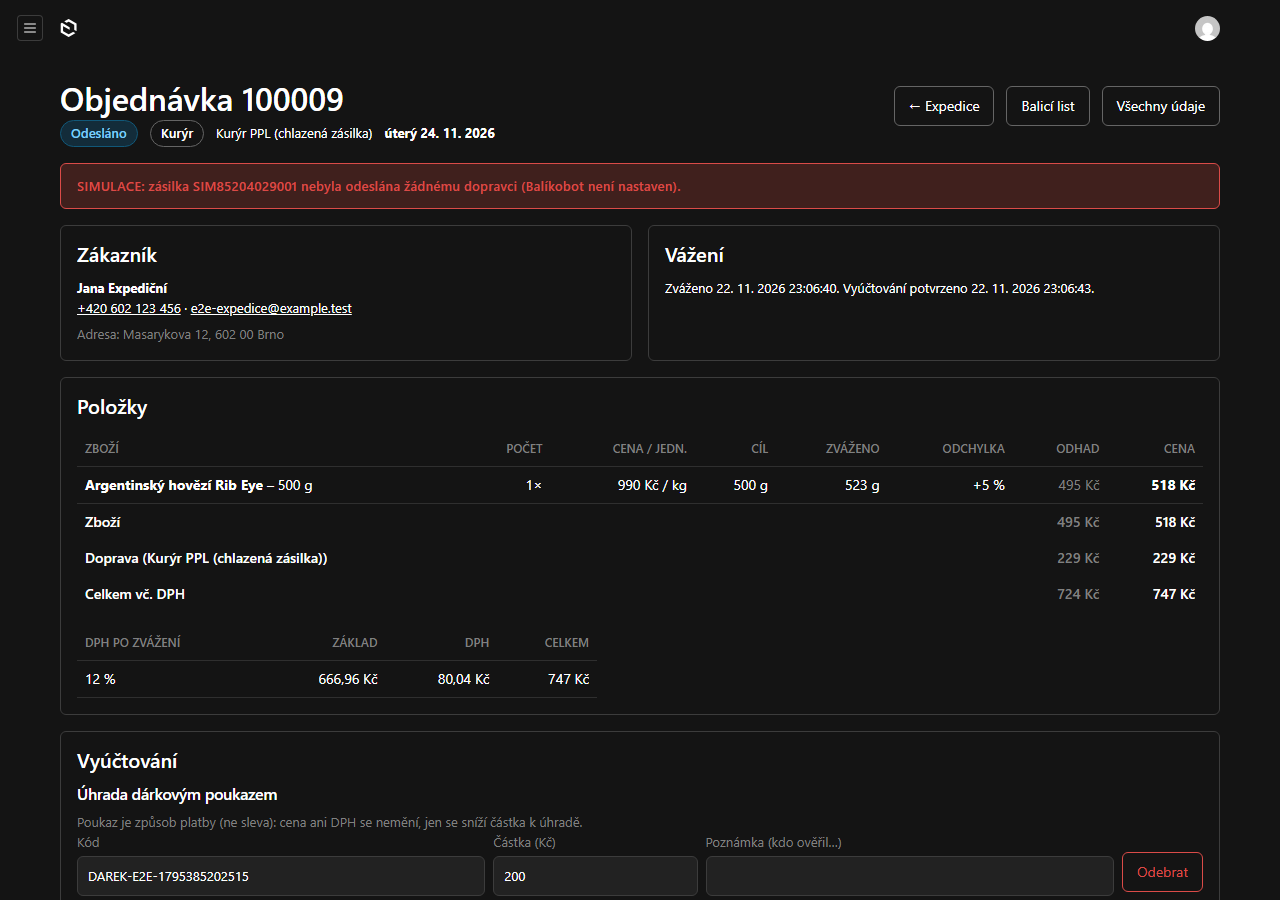 Objednávka 100009
← Expedice
Balicí list
Všechny údaje
Odesláno Kurýr Kurýr PPL (chlazená zásilka) úterý 24. 11. 2026
SIMULACE: zásilka SIM85204029001 nebyla odeslána žádnému dopravci (Balíkobot není nastaven).
Zákazník
Jana Expediční
+420 602 123 456 · e2e-expedice@example.test
Adresa: Masarykova 12, 602 00 Brno
Vážení
Zváženo 22. 11. 2026 23:06:40. Vyúčtování potvrzeno 22. 11. 2026 23:06:43.
Položky
ZBOŽÍ POČET CENA / JEDN. CÍL ZVÁŽENO ODCHYLKA ODHAD CENA
Argentinský hovězí Rib Eye – 500 g 1× 990 Kč / kg 500 g 523 g +5 % 495 Kč 518 Kč
Zboží 495 Kč 518 Kč
Doprava (Kurýr PPL (chlazená zásilka)) 229 Kč 229 Kč
Celkem vč. DPH 724 Kč 747 Kč
DPH PO ZVÁŽENÍ ZÁKLAD DPH CELKEM
12 % 666,96 Kč 80,04 Kč 747 Kč
Vyúčtování
Úhrada dárkovým poukazem
Poukaz je způsob platby (ne sleva): cena ani DPH se nemění, jen se sníží částka k úhradě.
Kód Částka (Kč) Poznámka (kdo ověřil…)
DAREK-E2E-1795385202515 200 Odebrat